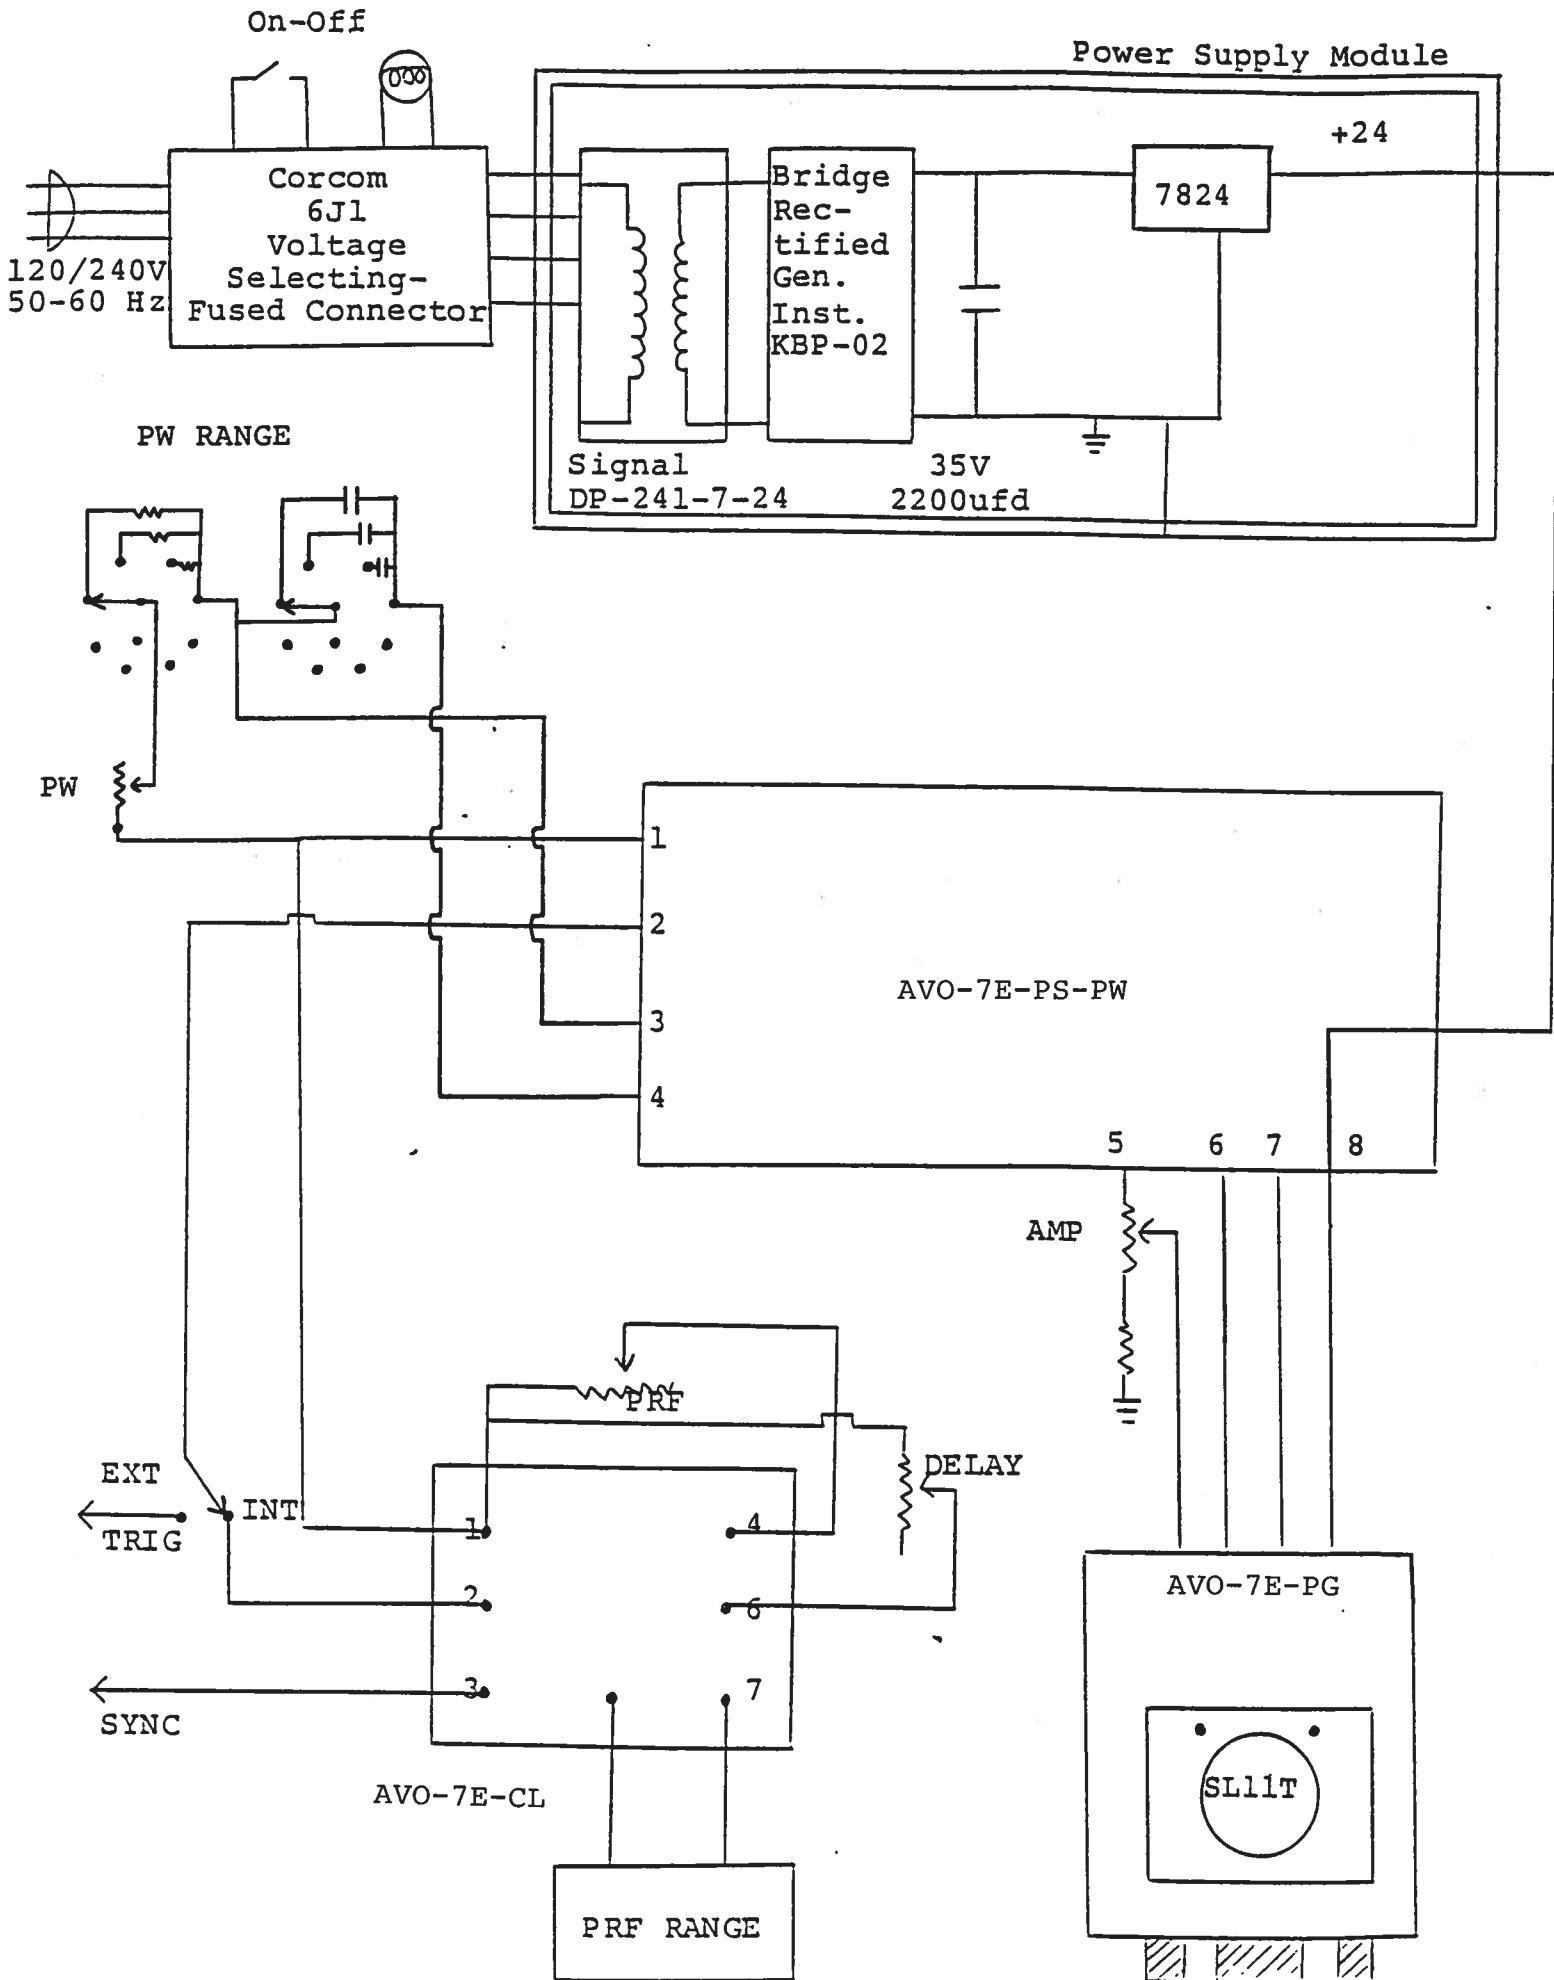 On-Off
Power Supply Module
+24
Corcom
6J1
Voltage
Selecting-
Fused Connector
120/240V
50-60 Hz
Bridge
Rec-
tified
Gen.
Inst.
KBP-02
7824
Signal
DP-241-7-24
35V
2200ufd
PW RANGE
PW
1
2
3
4
AVO-7E-PS-PW
5
6
7
8
AMP
PRF
DELAY
EXT
TRIG
INT
1
2
3
4
6
7
SYNC
AVO-7E-CL
PRF RANGE
AVO-7E-PG
SL11T